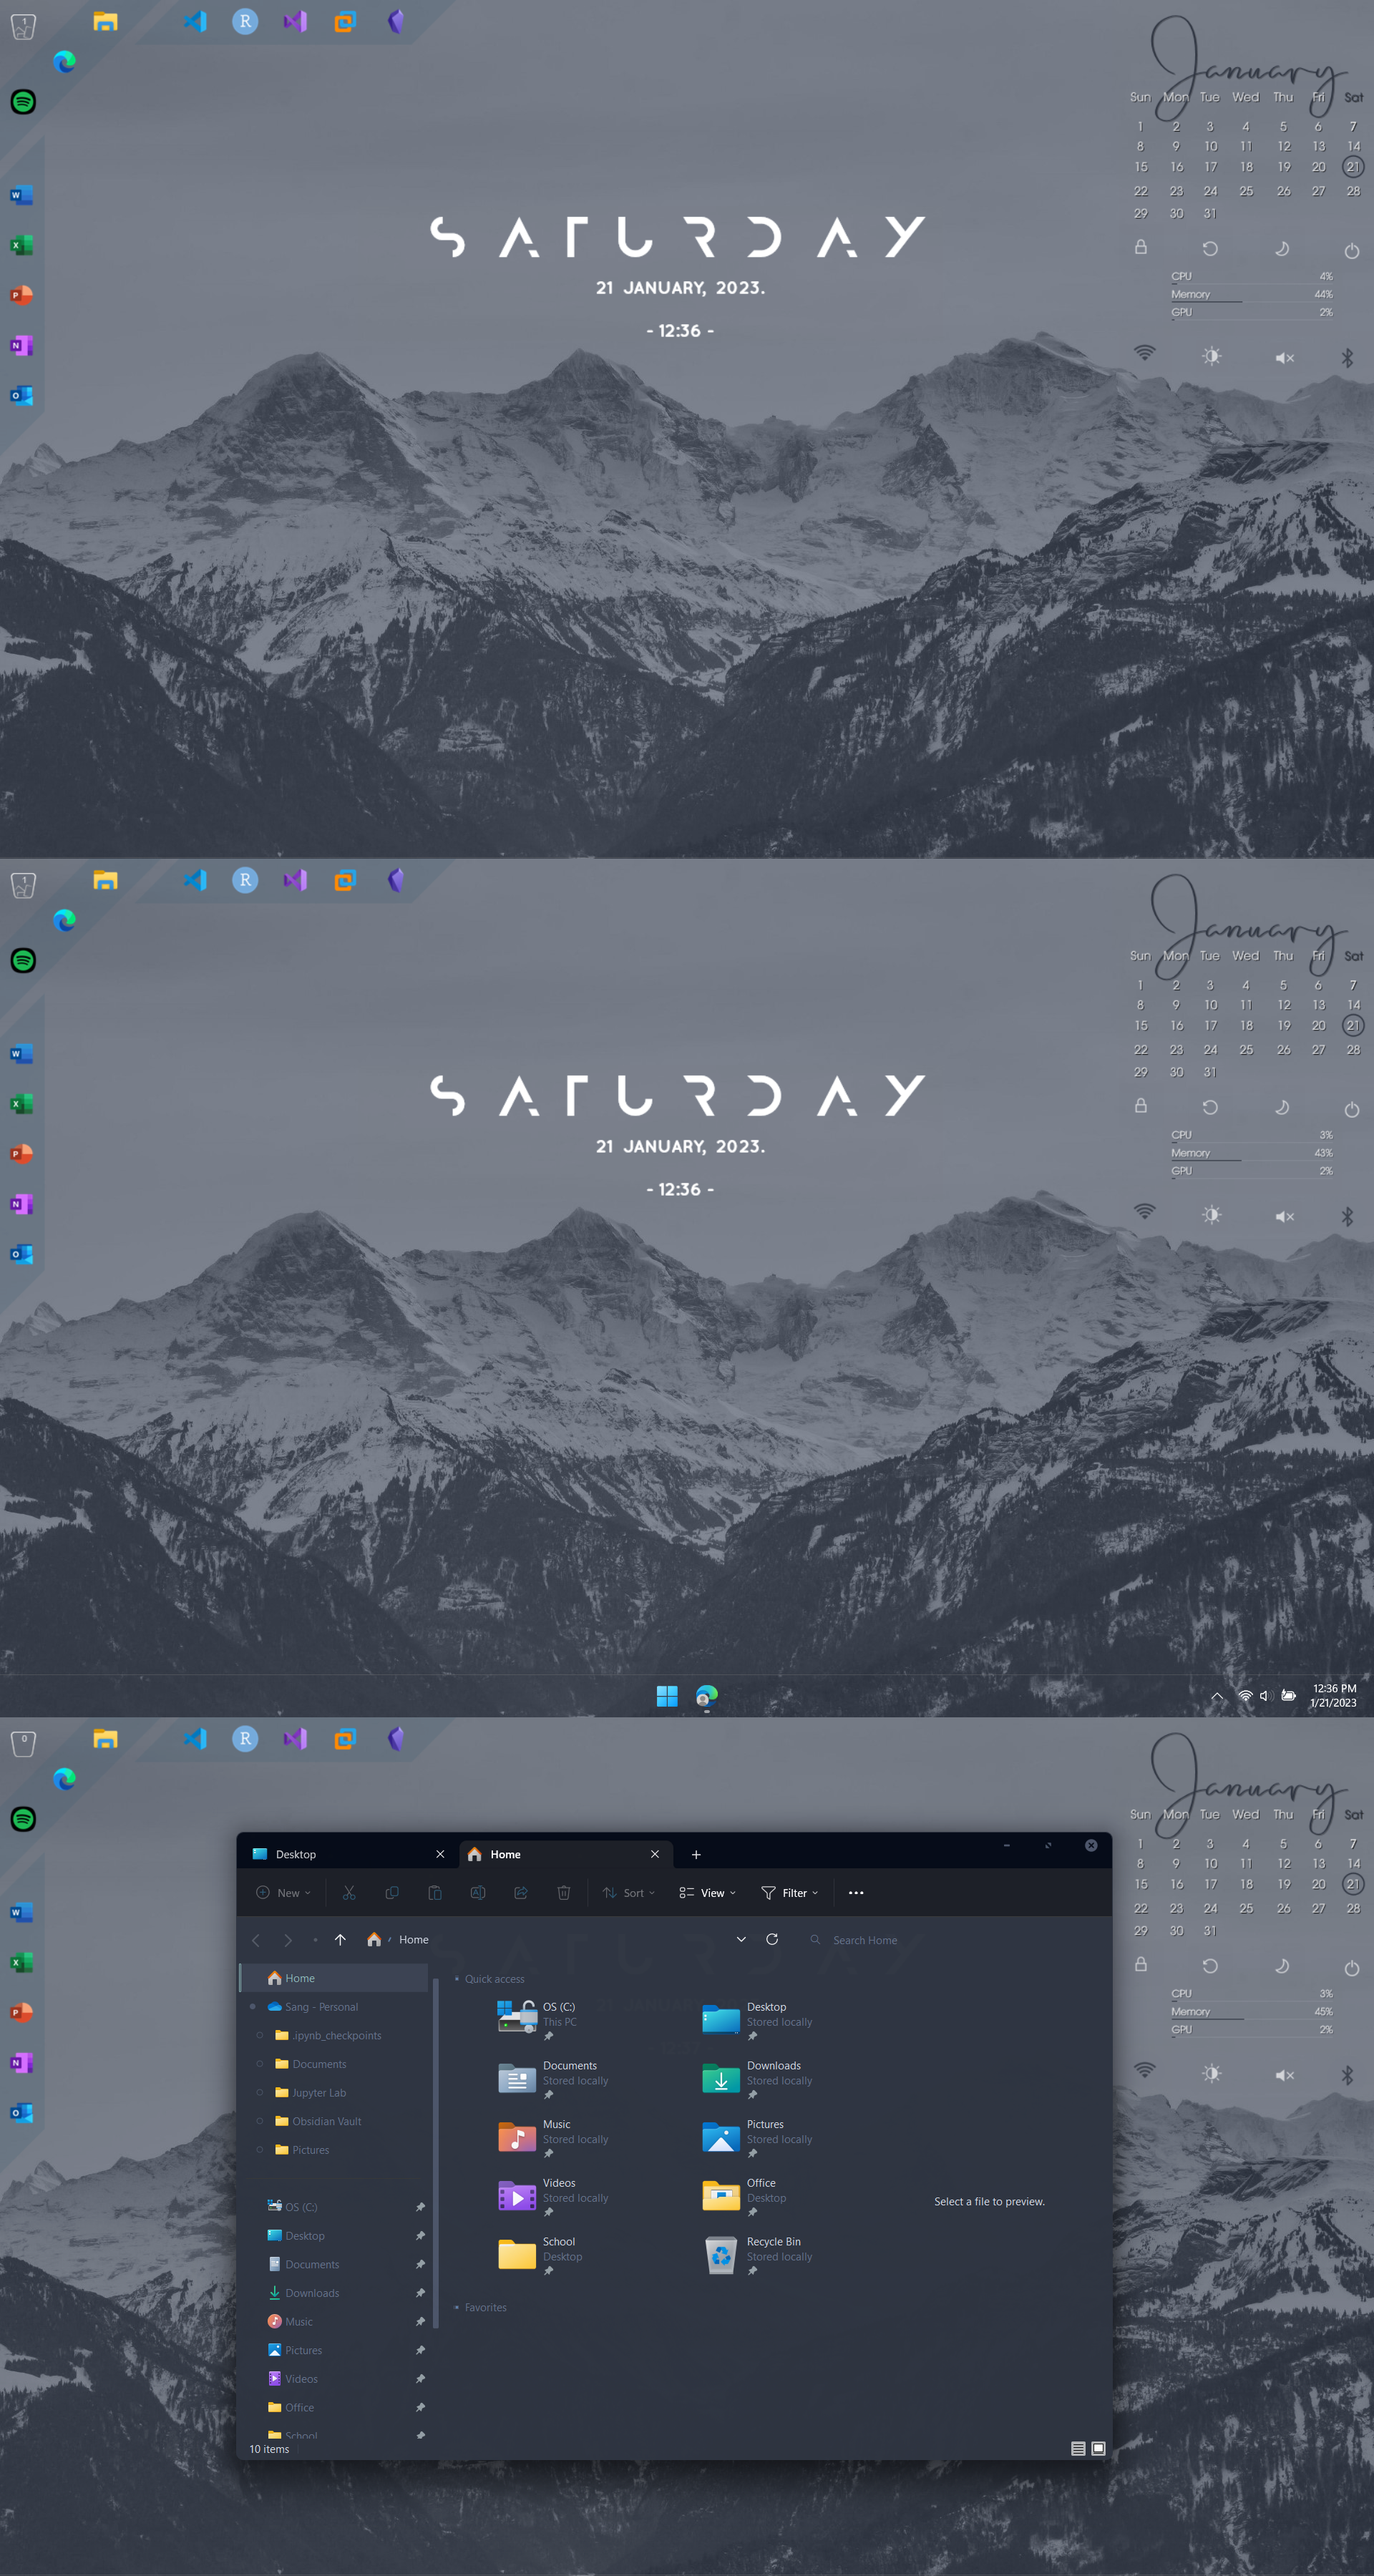 1
R
January
Sun Mon Tue Wed Thu Fri Sat
1 2 3 4 5 6 7
8 9 10 11 12 13 14
15 16 17 18 19 20 21
22 23 24 25 26 27 28
29 30 31
W
X
P
N
O
SATURDAY
21 JANUARY, 2023.
- 12:36 -
CPU 4%
Memory 44%
GPU 2%
1
R
January
Sun Mon Tue Wed Thu Fri Sat
1 2 3 4 5 6 7
8 9 10 11 12 13 14
15 16 17 18 19 20 21
22 23 24 25 26 27 28
29 30 31
W
X
P
N
O
SATURDAY
21 JANUARY, 2023.
- 12:36 -
CPU 3%
Memory 43%
GPU 2%
12:36 PM
1/21/2023
0
R
January
Sun Mon Tue Wed Thu Fri Sat
1 2 3 4 5 6 7
8 9 10 11 12 13 14
15 16 17 18 19 20 21
22 23 24 25 26 27 28
29 30 31
W
X
P
N
O
CPU 3%
Memory 45%
GPU 2%
Desktop
Home
New
Sort
View
Filter
Home
Search Home
SATURDAY
Home
Sang - Personal
.ipynb_checkpoints
Documents
Jupyter Lab
Obsidian Vault
Pictures
OS (C:)
Desktop
Documents
Downloads
Music
Pictures
Videos
Office
School
Quick access
OS (C:)
This PC
Desktop
Stored locally
Documents
Stored locally
Downloads
Stored locally
Music
Stored locally
Pictures
Stored locally
Videos
Stored locally
Office
Desktop
School
Desktop
Recycle Bin
Stored locally
Favorites
Select a file to preview.
10 items